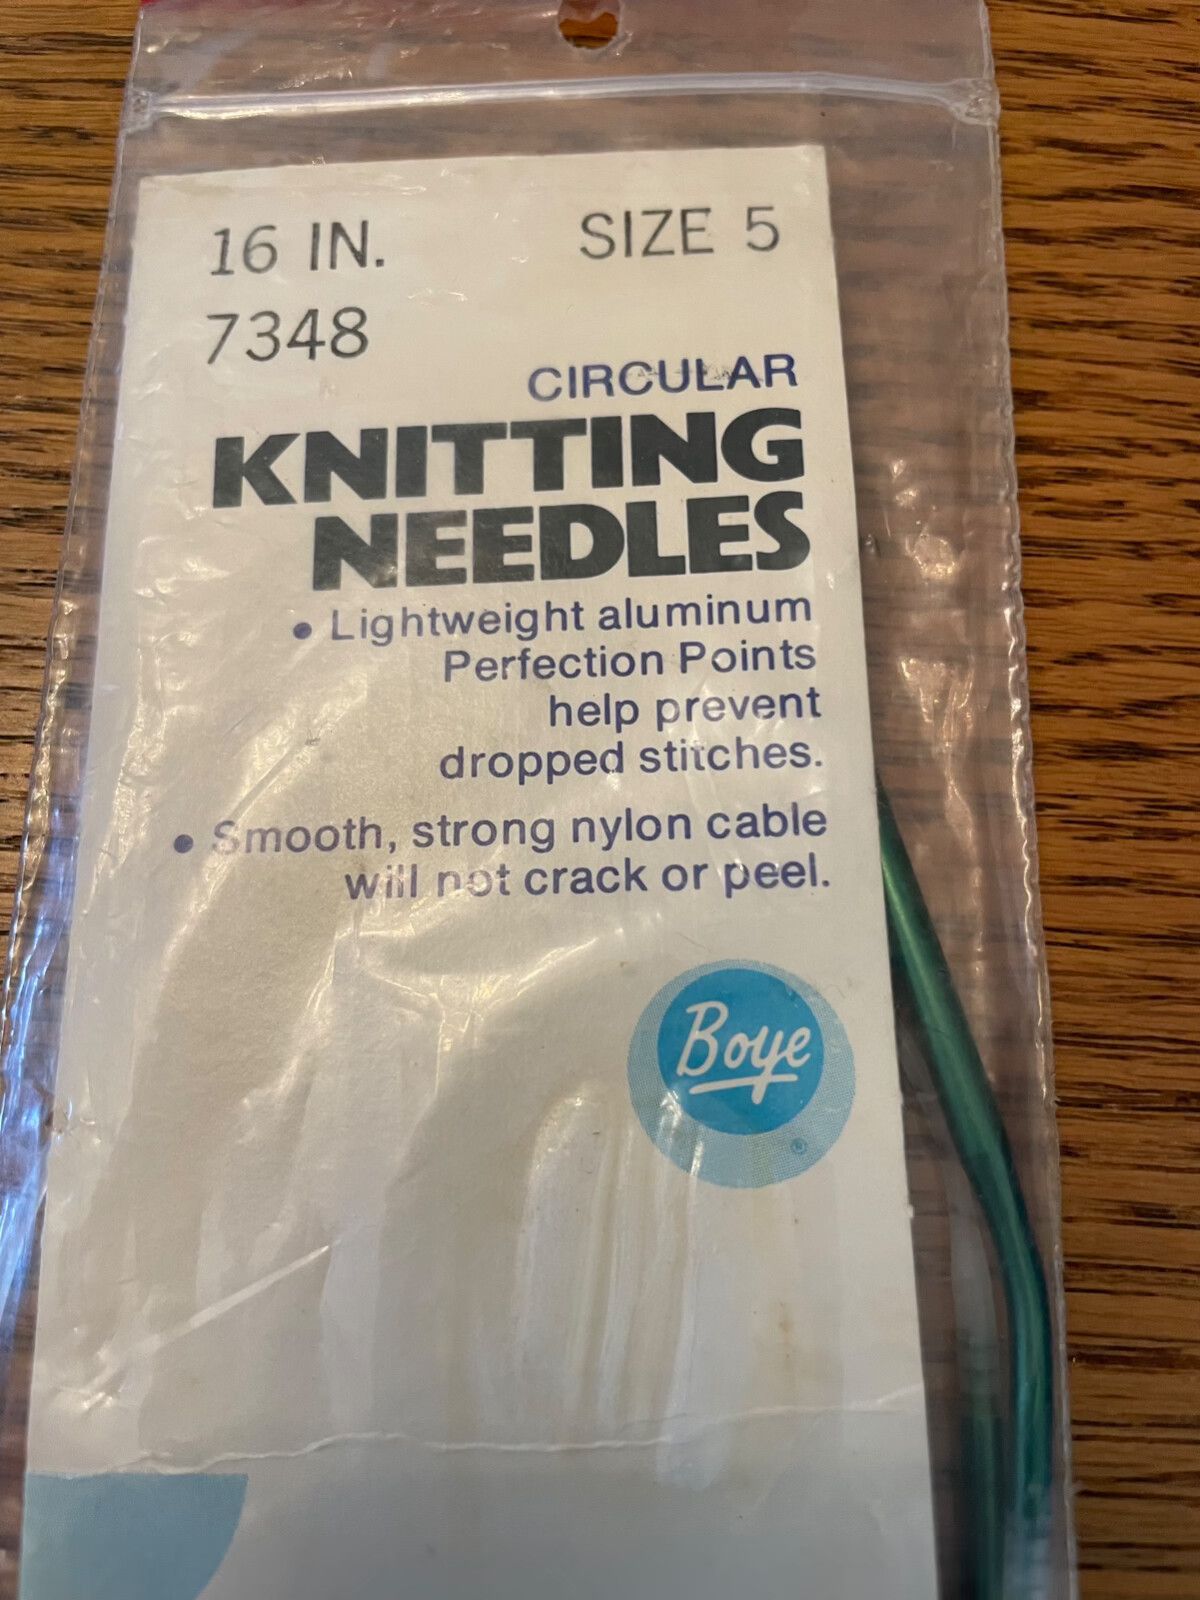 16 IN. SIZE 5
7348
CIRCULAR
KNITTING
NEEDLES
• Lightweight aluminum
Perfection Points
help prevent
dropped stitches.
• Smooth, strong nylon cable
will not crack or peel.
Boye
®